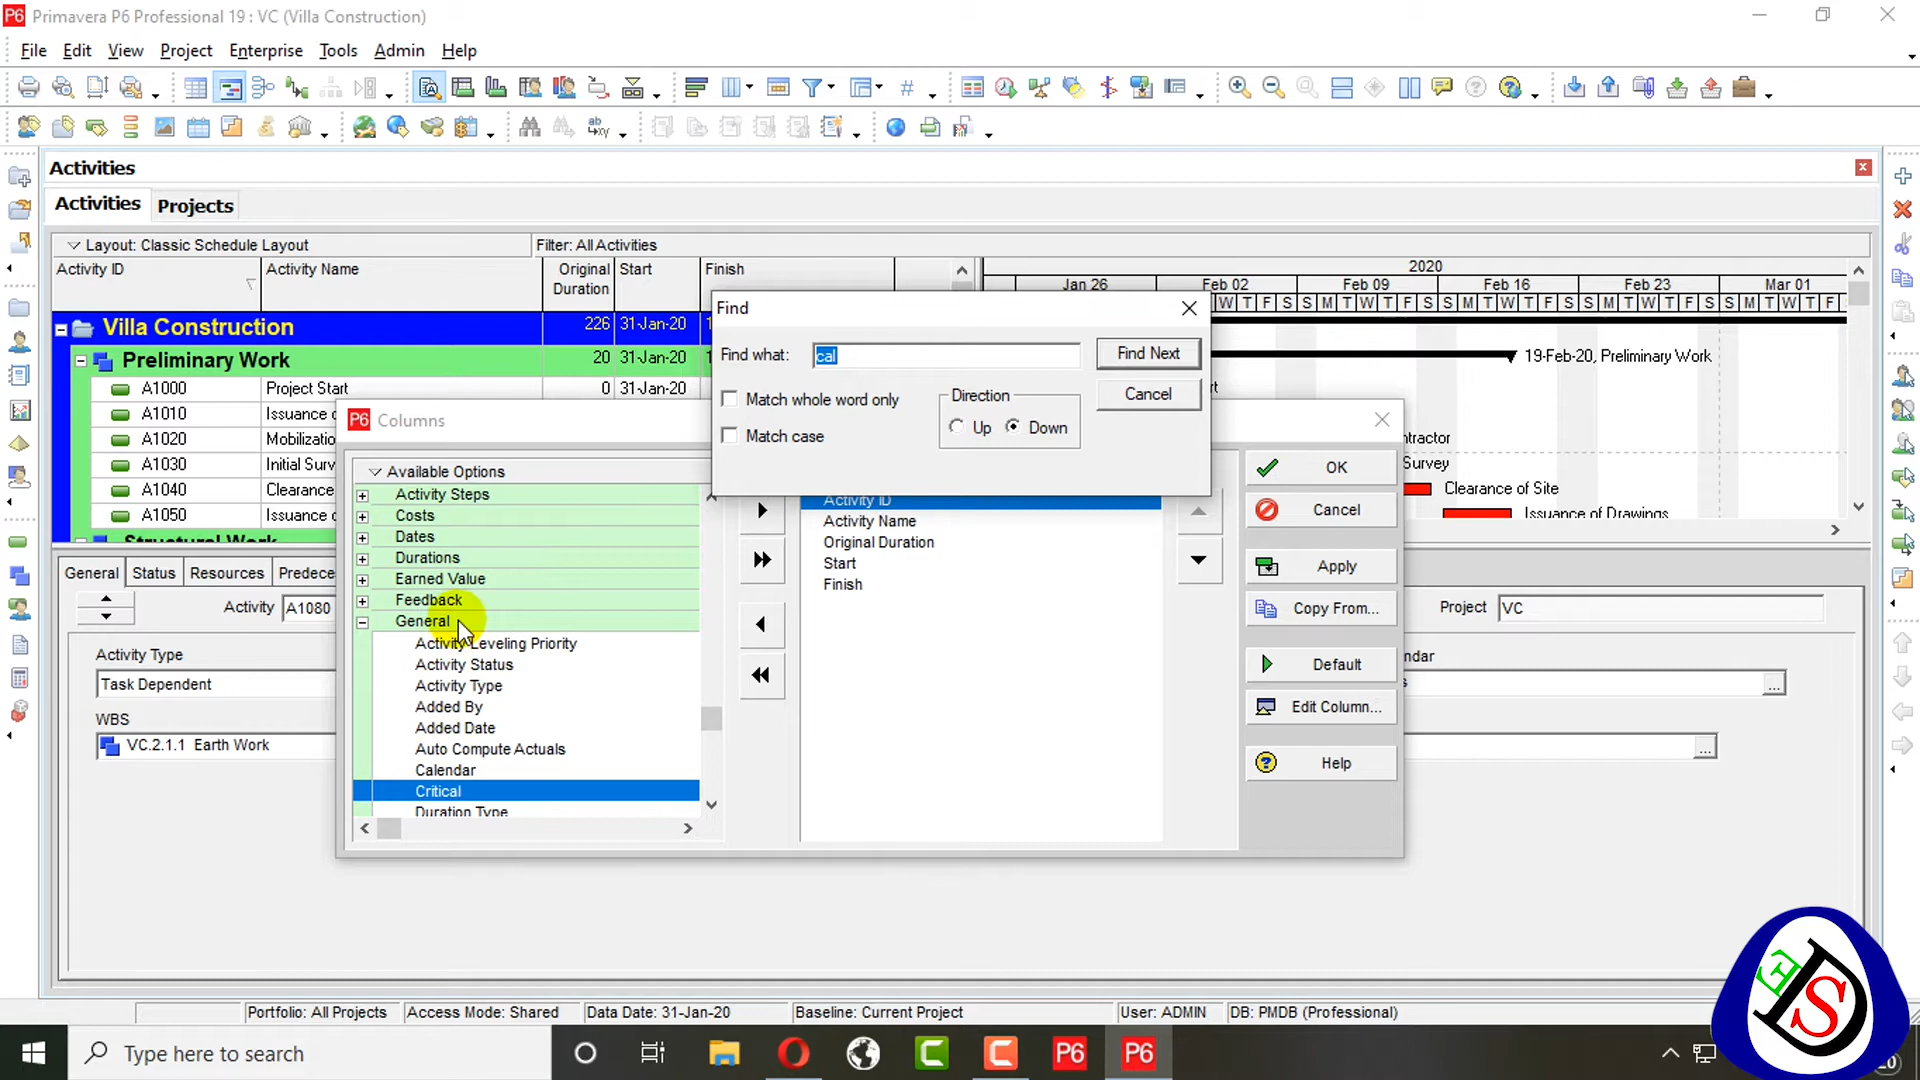 P6 Primavera P6 Professional 19 : VC (Villa Construction)
File Edit View Project Enterprise Tools Admin Help
Activities
Activities Projects
Layout: Classic Schedule Layout Filter: All Activities
Activity ID Activity Name Original Duration Start Finish
2020
Jan 26 Feb 02 Feb 09 Feb 16 Feb 23 Mar 01
W T F S S M T W T F S S M T W T F S S M T W T F S S M T W T F
Villa Construction 226 31-Jan-20 1
Preliminary Work 20 31-Jan-20 19-Feb-20, Preliminary Work
A1000 Project Start 0 31-Jan-20
A1010 Issuance
A1020 Mobilizatio
A1030 Initial Surv
A1040 Clearance
A1050 Issuance
Structural Work
ntractor
Survey
Clearance of Site
Issuance of Drawings
Find
Find what: cal Find Next
Match whole word only Direction Cancel
Match case Up Down
P6 Columns
Available Options
Activity Steps
Costs
Dates
Durations
Earned Value
Feedback
General
Activity Leveling Priority
Activity Status
Activity Type
Added By
Added Date
Auto Compute Actuals
Calendar
Critical
Duration Type
Activity ID
Activity Name
Original Duration
Start
Finish
OK
Cancel
Apply
Copy From...
Default
Edit Column...
Help
General Status Resources Predece
Activity A1080 Project VC
Activity Type ndar
Task Dependent s
WBS
VC.2.1.1 Earth Work
Portfolio: All Projects Access Mode: Shared Data Date: 31-Jan-20 Baseline: Current Project User: ADMIN DB: PMDB (Professional)
Type here to search
P6 P6
E D S
20